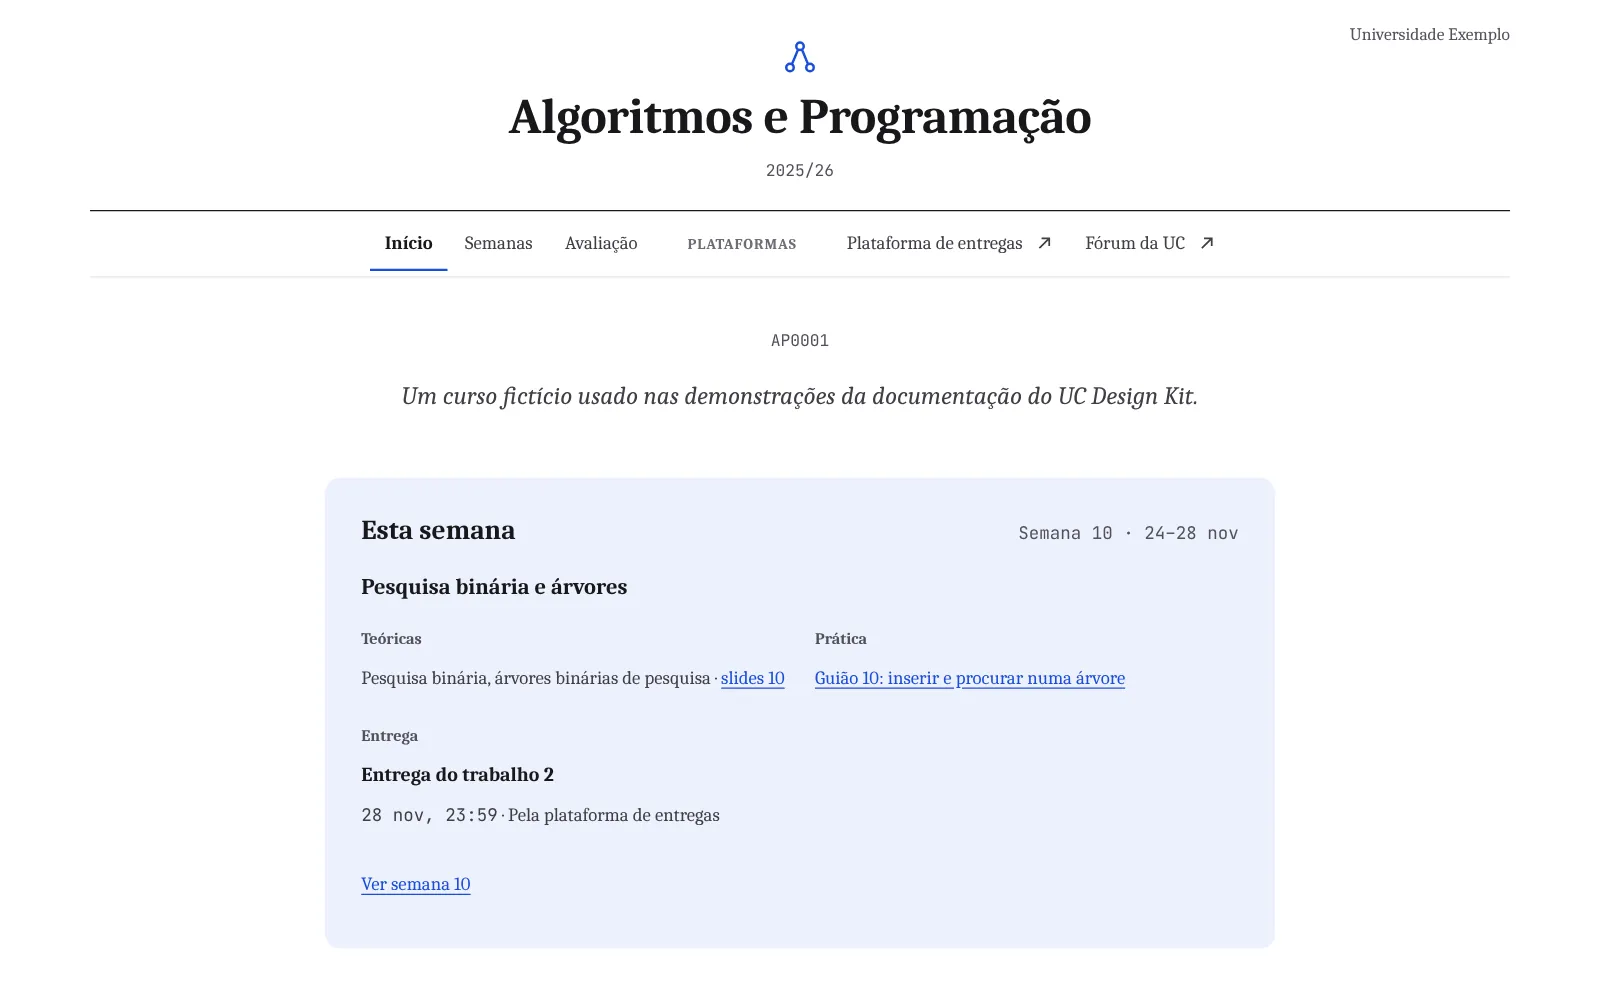 Universidade Exemplo
Algoritmos e Programação
2025/26
Início Semanas Avaliação PLATAFORMAS Plataforma de entregas ↗ Fórum da UC ↗
AP0001
Um curso fictício usado nas demonstrações da documentação do UC Design Kit.
Esta semana Semana 10 · 24–28 nov
Pesquisa binária e árvores
Teóricas Prática
Pesquisa binária, árvores binárias de pesquisa · slides 10 Guião 10: inserir e procurar numa árvore
Entrega
Entrega do trabalho 2
28 nov, 23:59 · Pela plataforma de entregas
Ver semana 10